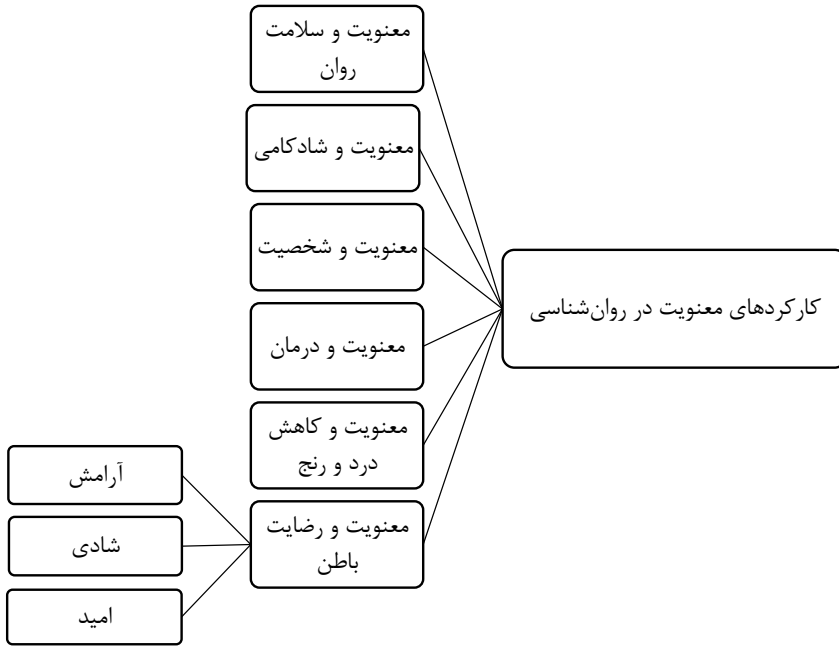 کارکردهای معنویت در روان‌شناسی
معنویت و سلامت
روان
معنویت و شادکامی
معنویت و شخصیت
معنویت و درمان
معنویت و کاهش
درد و رنج
معنویت و رضایت
باطن
آرامش
شادی
امید